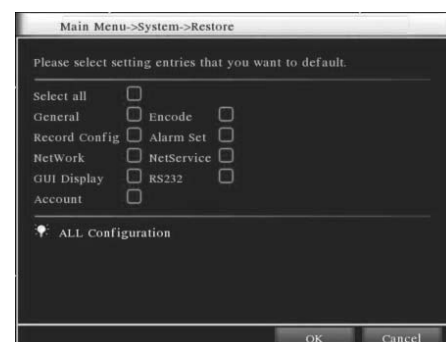 Main Menu->System->Restore
Please select setting entries that you want to default.
Select all
General Encode
Record Config Alarm Set
NetWork NetService
GUI Display RS232
Account
ALL Configuration
OK Cancel